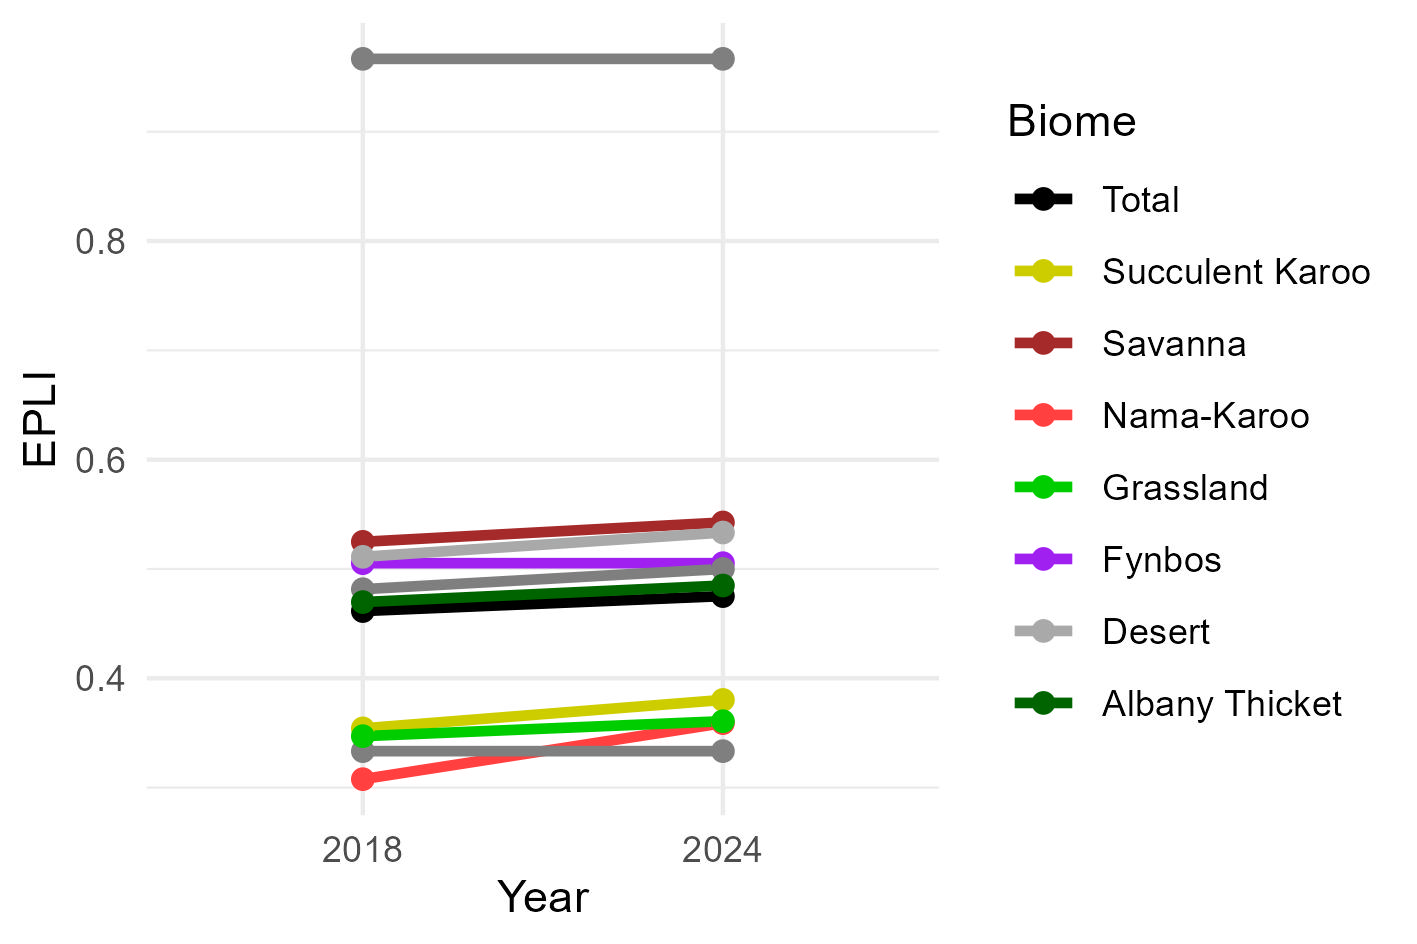 EPLI
0.8
0.6
0.4
2018
2024
Year
Biome
Total
Succulent Karoo
Savanna
Nama-Karoo
Grassland
Fynbos
Desert
Albany Thicket